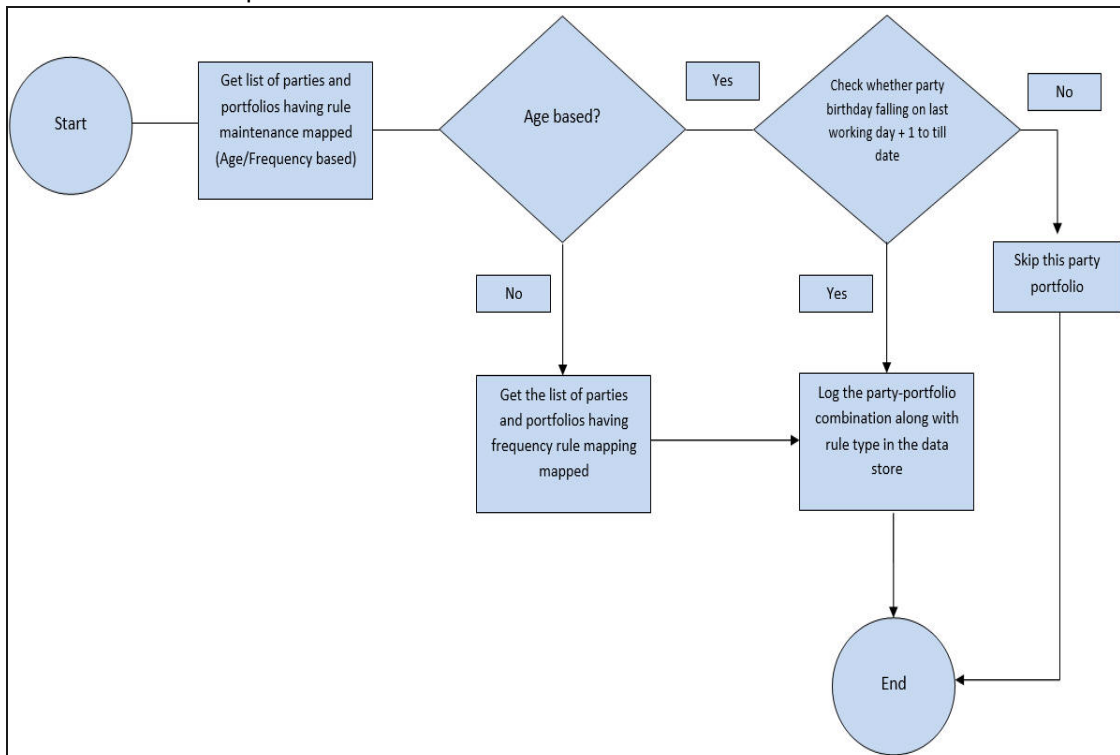 Start
Get list of parties and
portfolios having rule
maintenance mapped
(Age/Frequency based)
Age based?
Yes
Check whether party
birthday falling on last
working day + 1 to till
date
No
Skip this party
portfolio
No
Yes
Get the list of parties
and portfolios having
frequency rule mapping
mapped
Log the party-portfolio
combination along with
rule type in the data
store
End